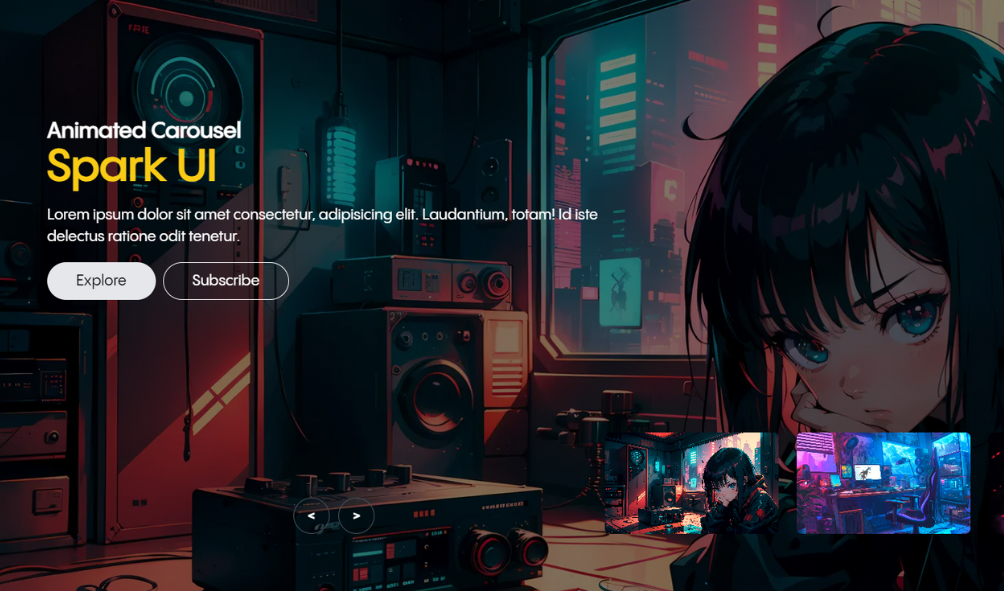 Animated Carousel
Spark UI
Lorem ipsum dolor sit amet consectetur, adipisicing elit. Laudantium, totam! Id iste
delectus ratione odit tenetur.
Explore
Subscribe
< >